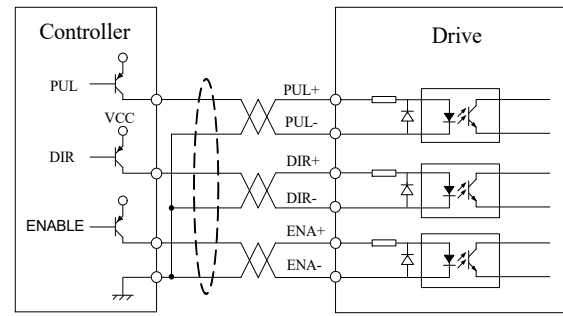 Controller
Drive
PUL
PUL+
VCC
PUL-
DIR
DIR+
DIR-
ENABLE
ENA+
ENA-